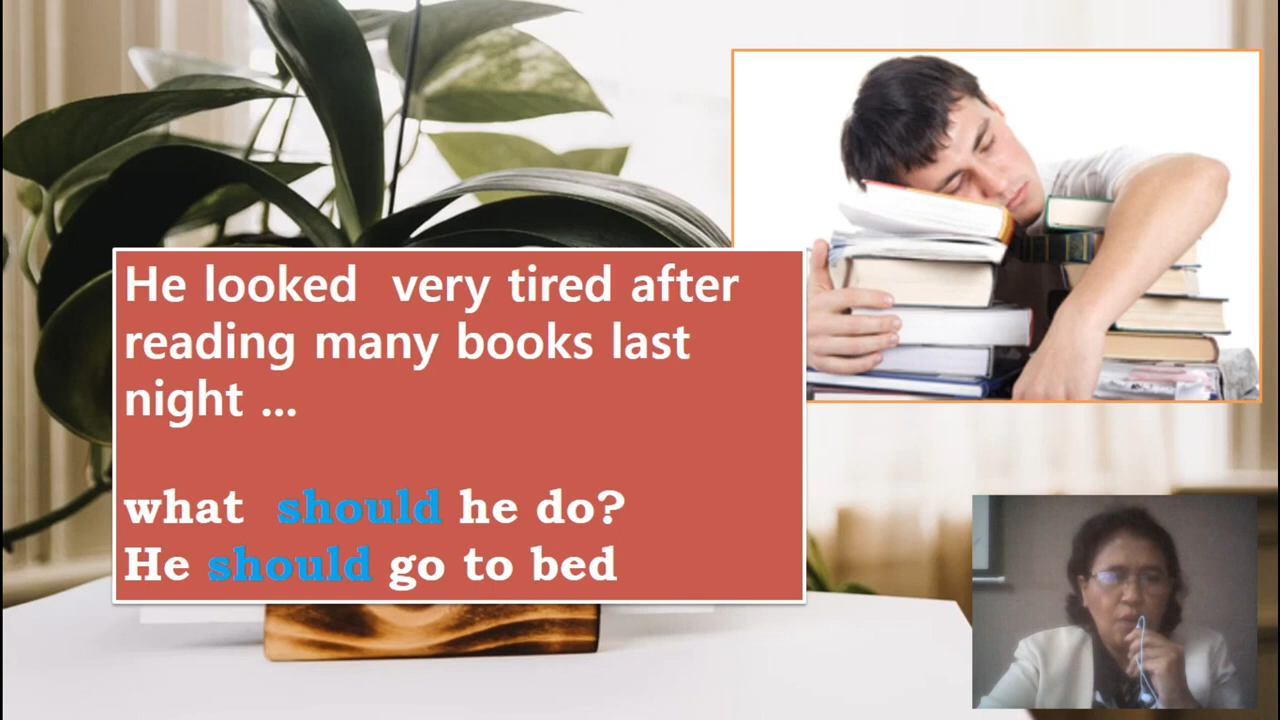 He looked  very tired after
reading many books last
night ...
what  should he do?
He should go to bed